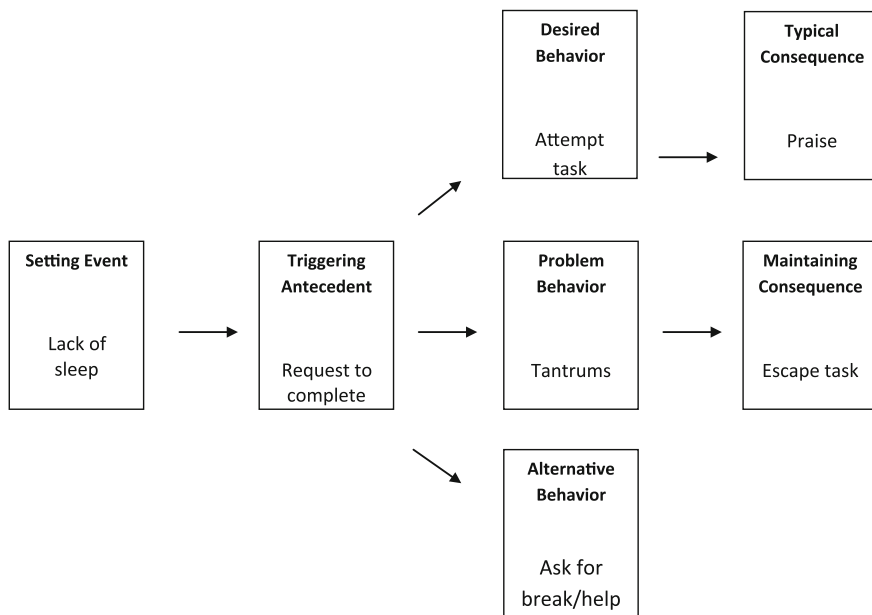 Desired
Behavior
Attempt
task
Typical
Consequence
Praise
Setting Event
Lack of
sleep
Triggering
Antecedent
Request to
complete
Problem
Behavior
Tantrums
Maintaining
Consequence
Escape task
Alternative
Behavior
Ask for
break/help